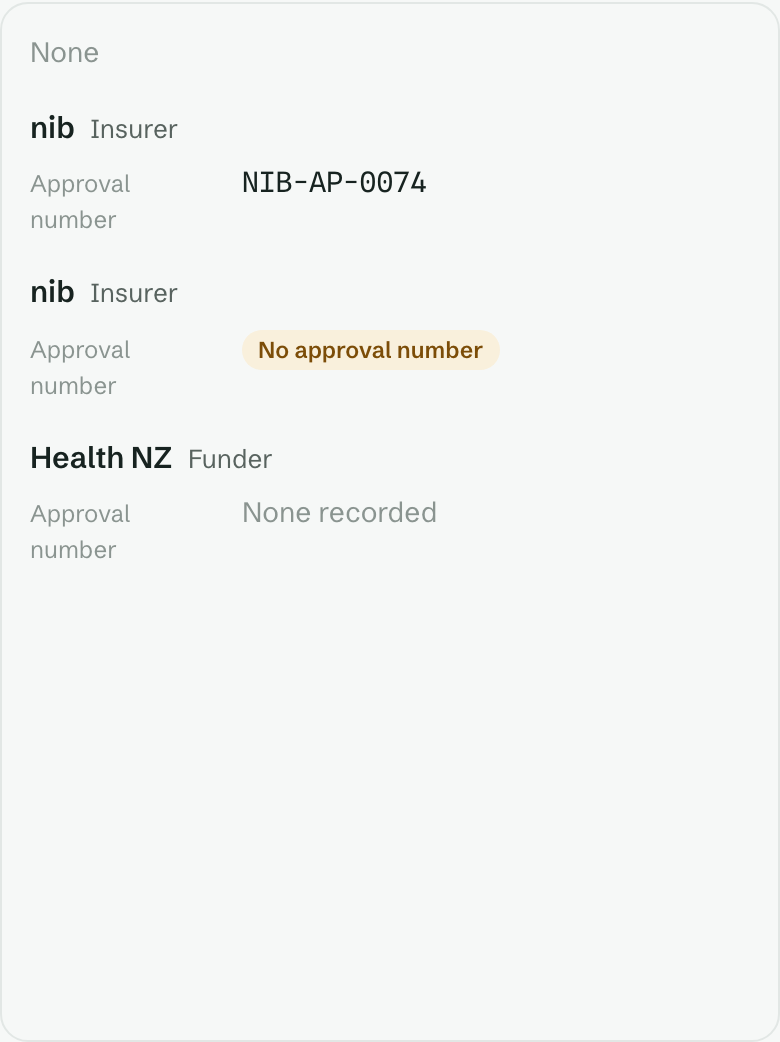 None
nib Insurer
Approval NIB-AP-0074
number
nib Insurer
Approval No approval number
number
Health NZ Funder
Approval None recorded
number